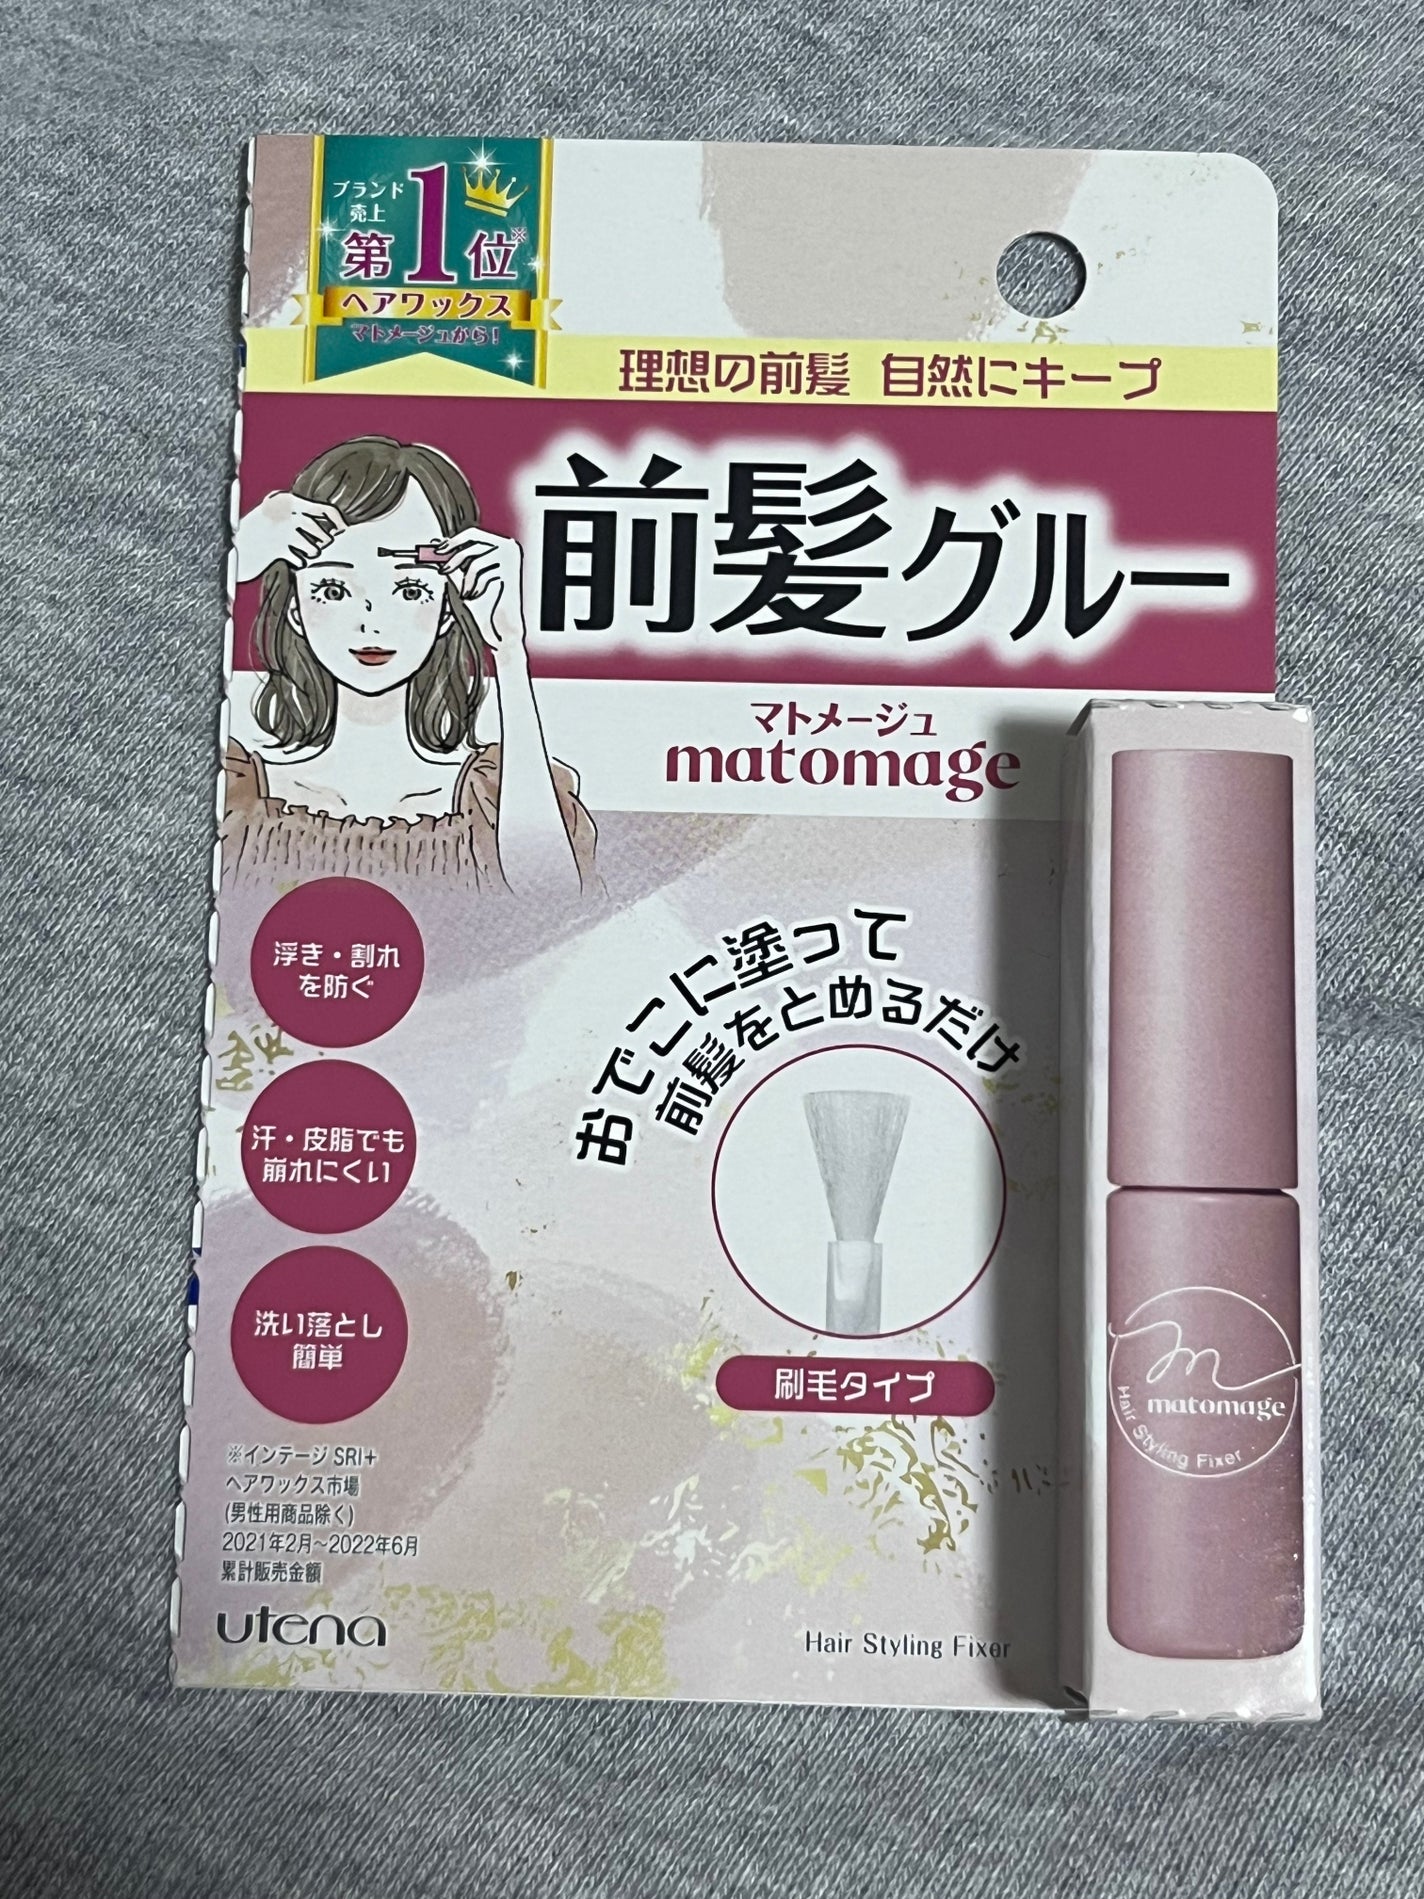 ブランド
売上
第1位※
ヘアワックス
マトメージュから!
理想の前髪 自然にキープ
前髪グルー
マトメージュ
matomage
浮き・割れ
を防ぐ
汗・皮脂でも
崩れにくい
洗い落とし
簡単
おでこに塗って
前髪をとめるだけ
刷毛タイプ
※インテージ SRI+
ヘアワックス市場
(男性用商品除く)
2021年2月~2022年6月
累計販売金額
utena
Hair Styling Fixer
m
matomage
Hair Styling Fixer